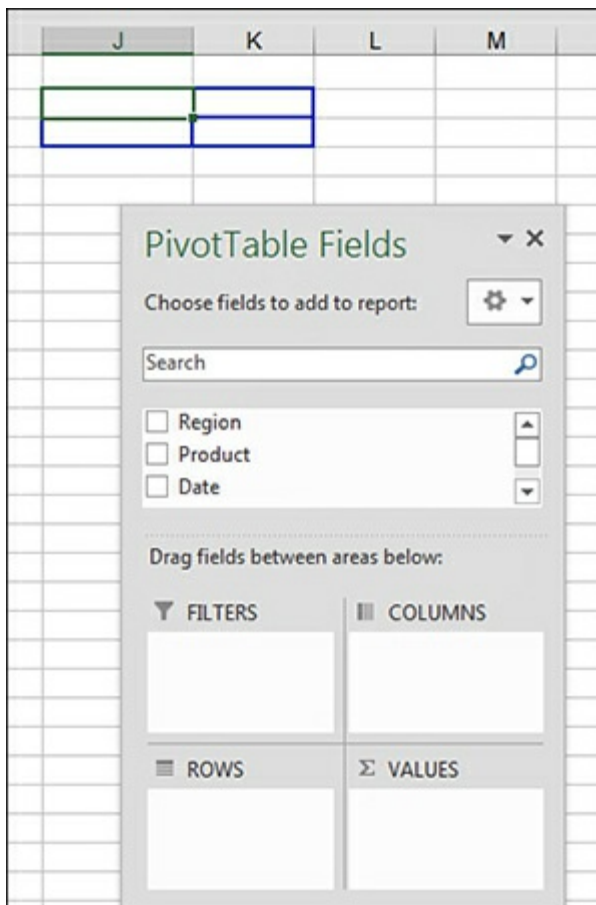 J K L M
PivotTable Fields
Choose fields to add to report:
Search
Region
Product
Date
Drag fields between areas below:
FILTERS COLUMNS
ROWS Σ VALUES